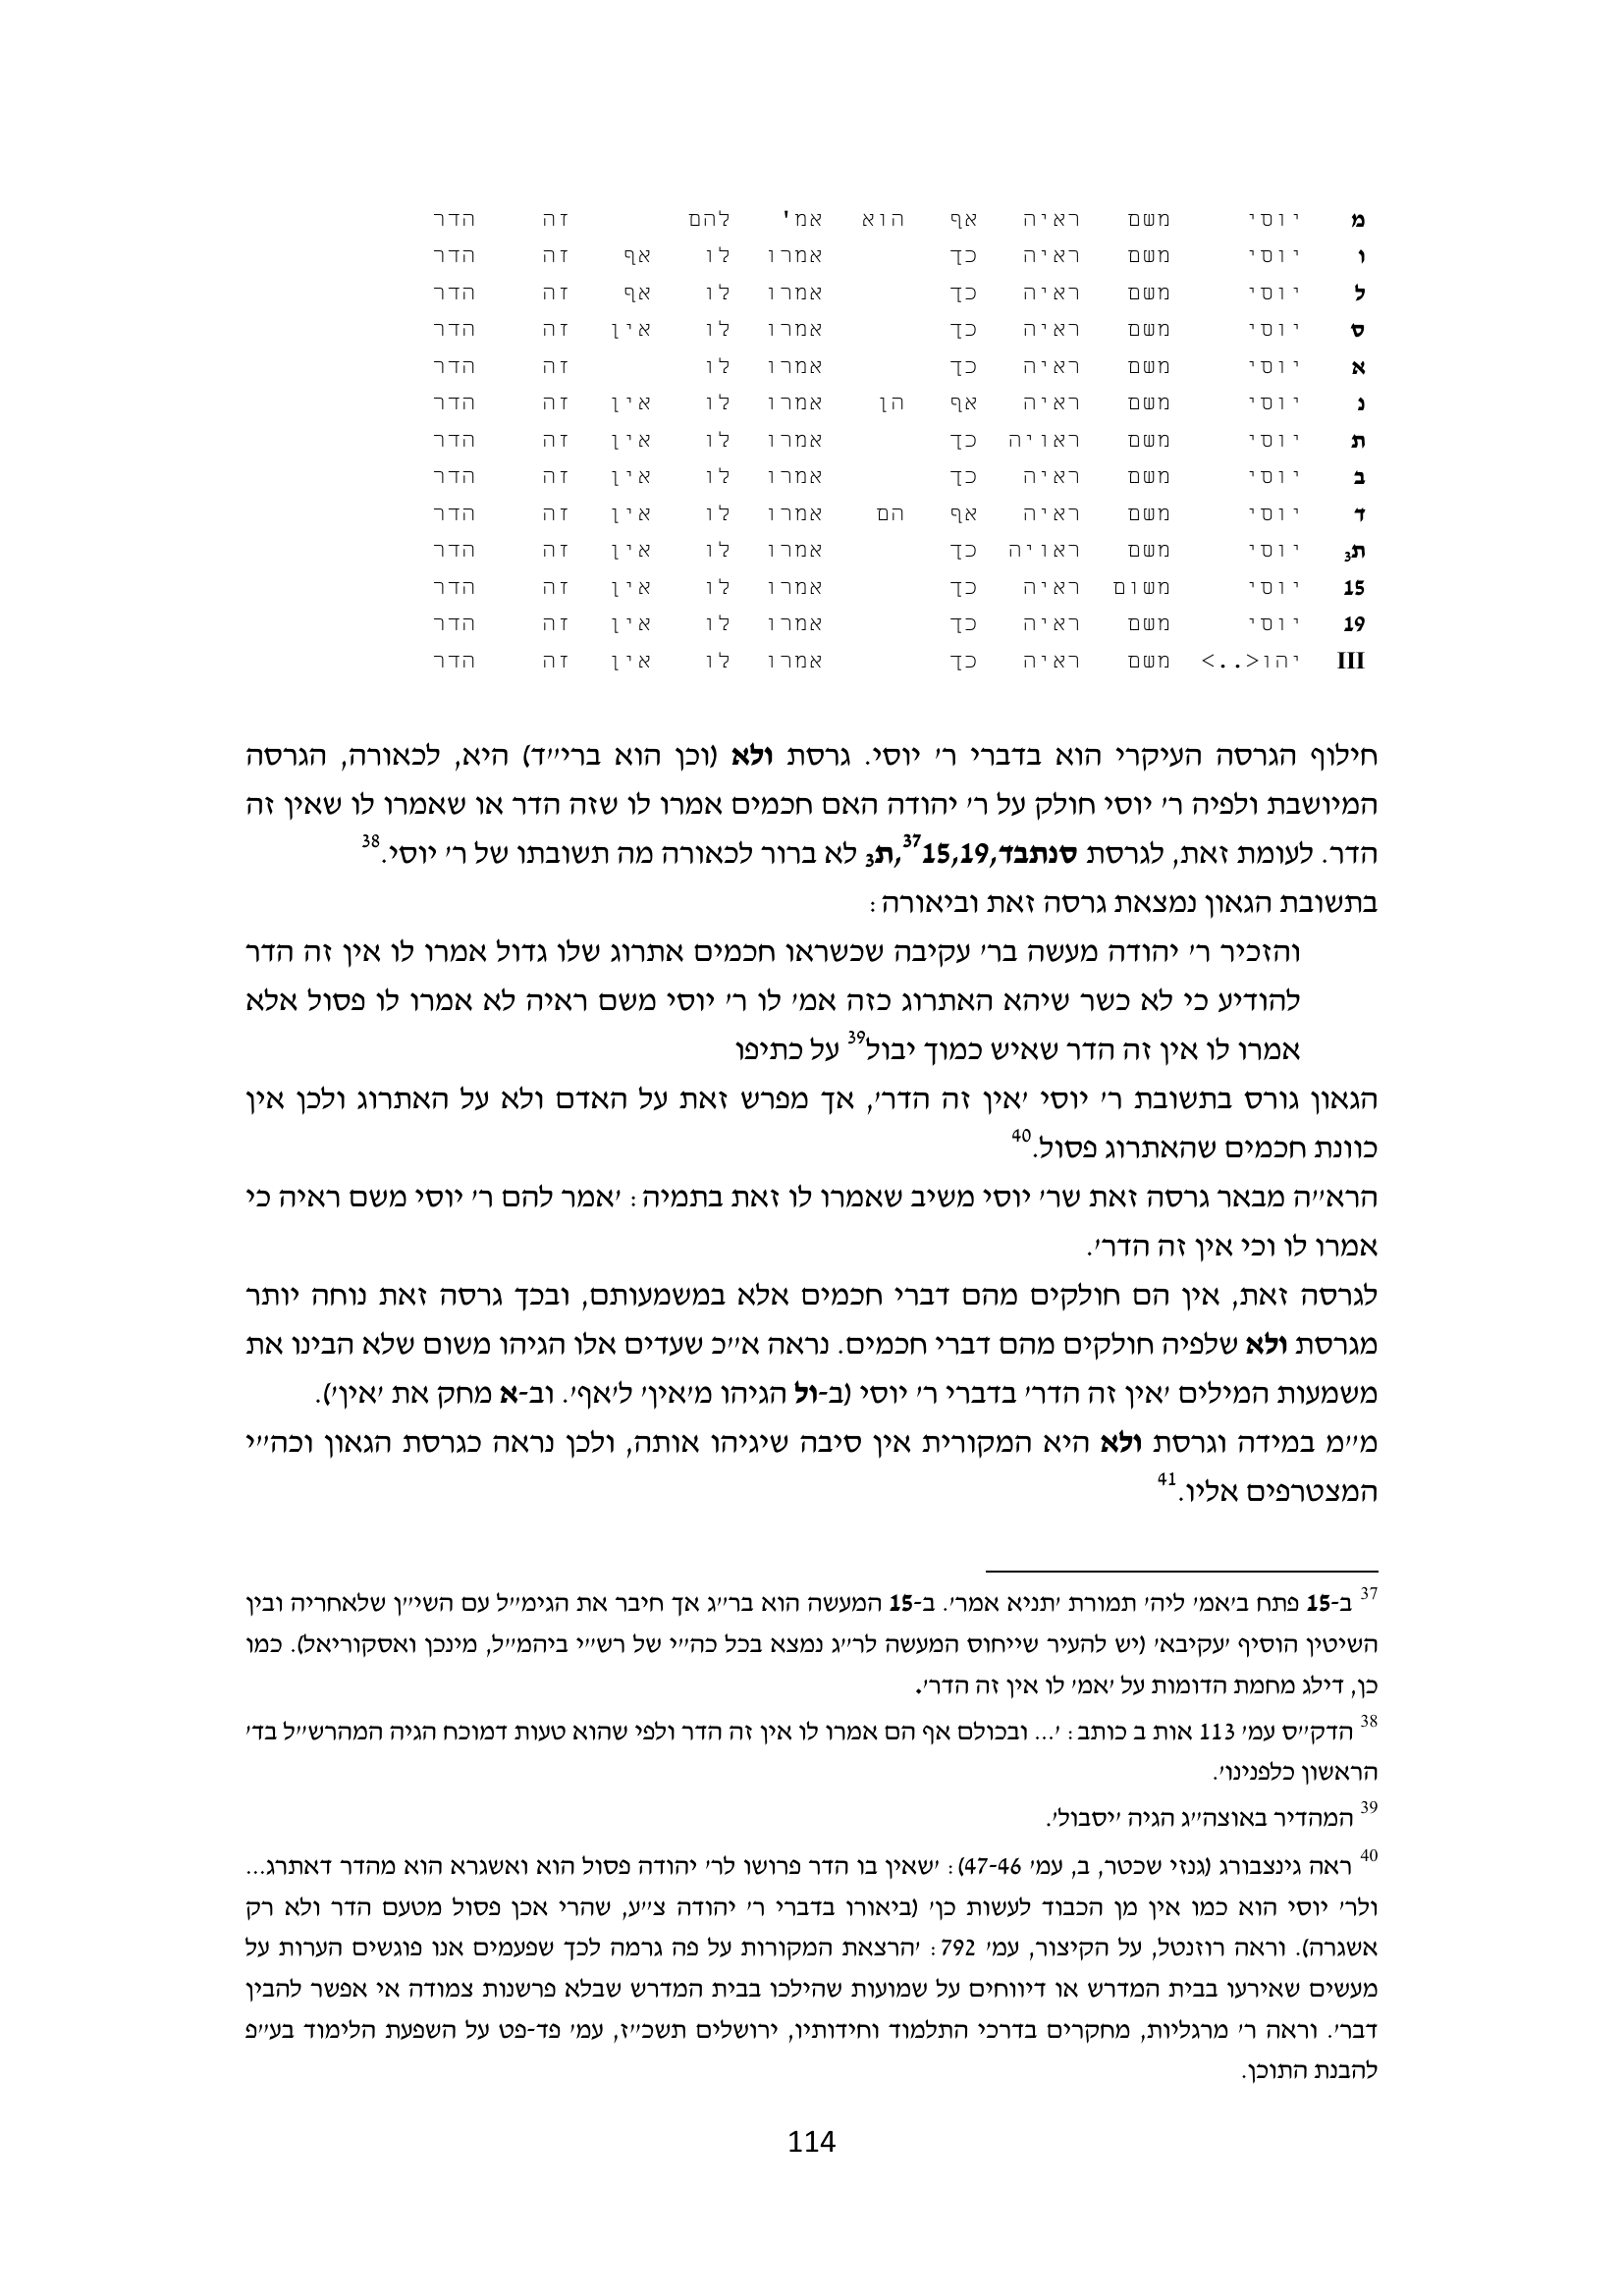 מ יוסי משם ראיה אף הוא אמ' להם זה הדר
ו יוסי משם ראיה כך אמרו לו אף זה הדר
ל יוסי משם ראיה כך אמרו לו אף זה הדר
ס יוסי משם ראיה כך אמרו לו אין זה הדר
א יוסי משם ראיה כך אמרו לו זה הדר
נ יוסי משם ראיה אף הן אמרו לו אין זה הדר
ת יוסי משם ראויה כך אמרו לו אין זה הדר
ב יוסי משם ראיה כך אמרו לו אין זה הדר
ד יוסי משם ראיה אף הם אמרו לו אין זה הדר
ת3 יוסי משם ראויה כך אמרו לו אין זה הדר
15 יוסי משום ראיה כך אמרו לו אין זה הדר
19 יוסי משם ראיה כך אמרו לו אין זה הדר
III יהו<..> משם ראיה כך אמרו לו אין זה הדר
חילוף הגרסה העיקרי הוא בדברי ר׳ יוסי. גרסת ולא (וכן הוא ברי״ד) היא, לכאורה, הגרסה
המיושבת ולפיה ר׳ יוסי חולק על ר׳ יהודה האם חכמים אמרו לו שזה הדר או שאמרו לו שאין זה
הדר. לעומת זאת, לגרסת סנתבד,15,19³⁷,ת3 לא ברור לכאורה מה תשובתו של ר׳ יוסי.³⁸
בתשובת הגאון נמצאת גרסה זאת וביאורה:
והזכיר ר׳ יהודה מעשה בר׳ עקיבה שכשראו חכמים אתרוג שלו גדול אמרו לו אין זה הדר
להודיע כי לא כשר שיהא האתרוג כזה אמ׳ לו ר׳ יוסי משם ראיה לא אמרו לו פסול אלא
אמרו לו אין זה הדר שאיש כמוך יבול³⁹ על כתיפו
הגאון גורס בתשובת ר׳ יוסי ׳אין זה הדר׳, אך מפרש זאת על האדם ולא על האתרוג ולכן אין
כוונת חכמים שהאתרוג פסול.⁴⁰
הרא״ה מבאר גרסה זאת שר׳ יוסי משיב שאמרו לו זאת בתמיה: ׳אמר להם ר׳ יוסי משם ראיה כי
אמרו לו וכי אין זה הדר׳.
לגרסה זאת, אין הם חולקים מהם דברי חכמים אלא במשמעותם, ובכך גרסה זאת נוחה יותר
מגרסת ולא שלפיה חולקים מהם דברי חכמים. נראה א״כ שעדים אלו הגיהו משום שלא הבינו את
משמעות המילים ׳אין זה הדר׳ בדברי ר׳ יוסי (ב-ול הגיהו מ׳אין׳ ל׳אף׳. וב-א מחק את ׳אין׳).
מ״מ במידה וגרסת ולא היא המקורית אין סיבה שיגיהו אותה, ולכן נראה כגרסת הגאון וכה״י
המצטרפים אליו.⁴¹
³⁷ ב-15 פתח ב׳אמ׳ ליה׳ תמורת ׳תניא אמר׳. ב-15 המעשה הוא בר״ג אך חיבר את הגימ״ל עם השי״ן שלאחריה ובין
השיטין הוסיף ׳עקיבא׳ (יש להעיר שייחוס המעשה לר״ג נמצא בכל כה״י של רש״י ביהמ״ל, מינכן ואסקוריאל). כמו
כן, דילג מחמת הדומות על ׳אמ׳ לו אין זה הדר׳.
³⁸ הדק״ס עמ׳ 113 אות ב כותב: ׳... ובכולם אף הם אמרו לו אין זה הדר ולפי שהוא טעות דמוכח הגיה המהרש״ל בד׳
הראשון כלפנינו׳.
³⁹ המהדיר באוצה״ג הגיה ׳יסבול׳.
⁴⁰ ראה גינצבורג (גנזי שכטר, ב, עמ׳ 47-46): ׳שאין בו הדר פרושו לר׳ יהודה פסול הוא ואשגרא הוא מהדר דאתרג...
ולר׳ יוסי הוא כמו אין מן הכבוד לעשות כן׳ (ביאורו בדברי ר׳ יהודה צ״ע, שהרי אכן פסול מטעם הדר ולא רק
אשגרה). וראה רוזנטל, על הקיצור, עמ׳ 792: ׳הרצאת המקורות על פה גרמה לכך שפעמים אנו פוגשים הערות על
מעשים שאירעו בבית המדרש או דיווחים על שמועות שהילכו בבית המדרש שבלא פרשנות צמודה אי אפשר להבין
דבר׳. וראה ר׳ מרגליות, מחקרים בדרכי התלמוד וחידותיו, ירושלים תשכ״ז, עמ׳ פד-פט על השפעת הלימוד בע״פ
להבנת התוכן.
114